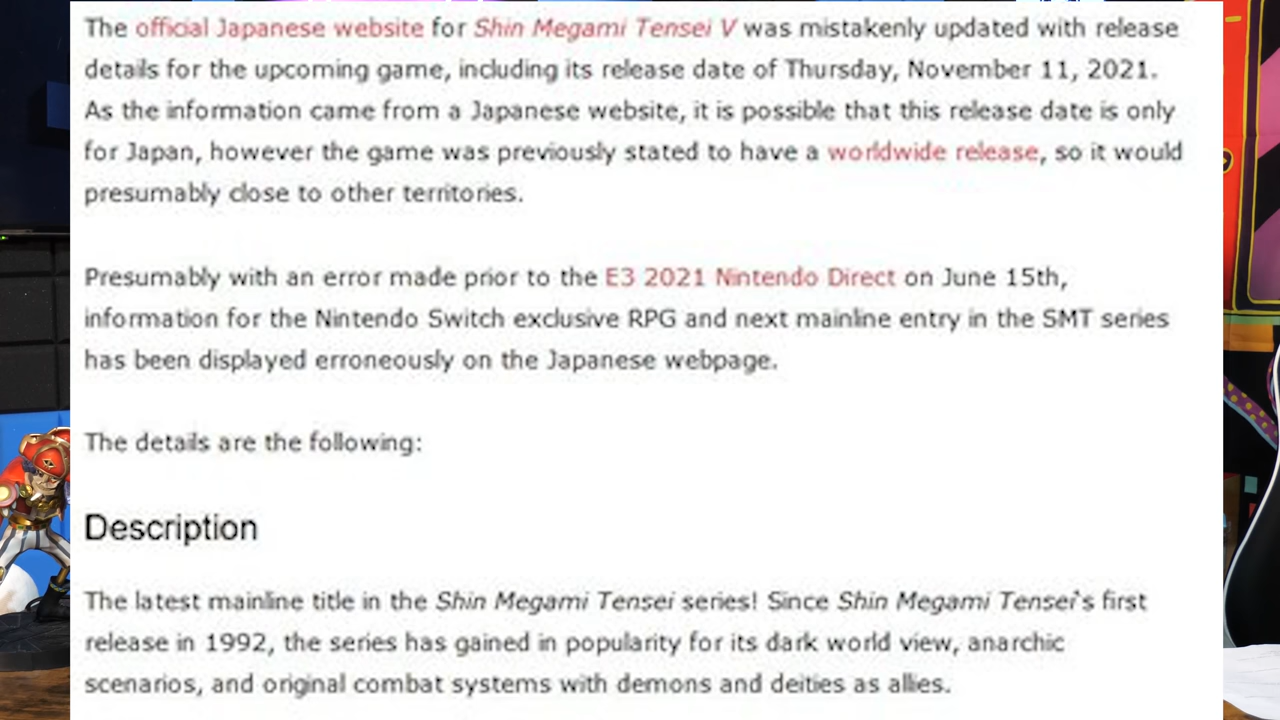 The official Japanese website for Shin Megami Tensei V was mistakenly updated with release
details for the upcoming game, including its release date of Thursday, November 11, 2021.
As the information came from a Japanese website, it is possible that this release date is only
for Japan, however the game was previously stated to have a worldwide release, so it would
presumably close to other territories.
Presumably with an error made prior to the E3 2021 Nintendo Direct on June 15th,
information for the Nintendo Switch exclusive RPG and next mainline entry in the SMT series
has been displayed erroneously on the Japanese webpage.
The details are the following:
Description
The latest mainline title in the Shin Megami Tensei series! Since Shin Megami Tensei's first
release in 1992, the series has gained in popularity for its dark world view, anarchic
scenarios, and original combat systems with demons and deities as allies.